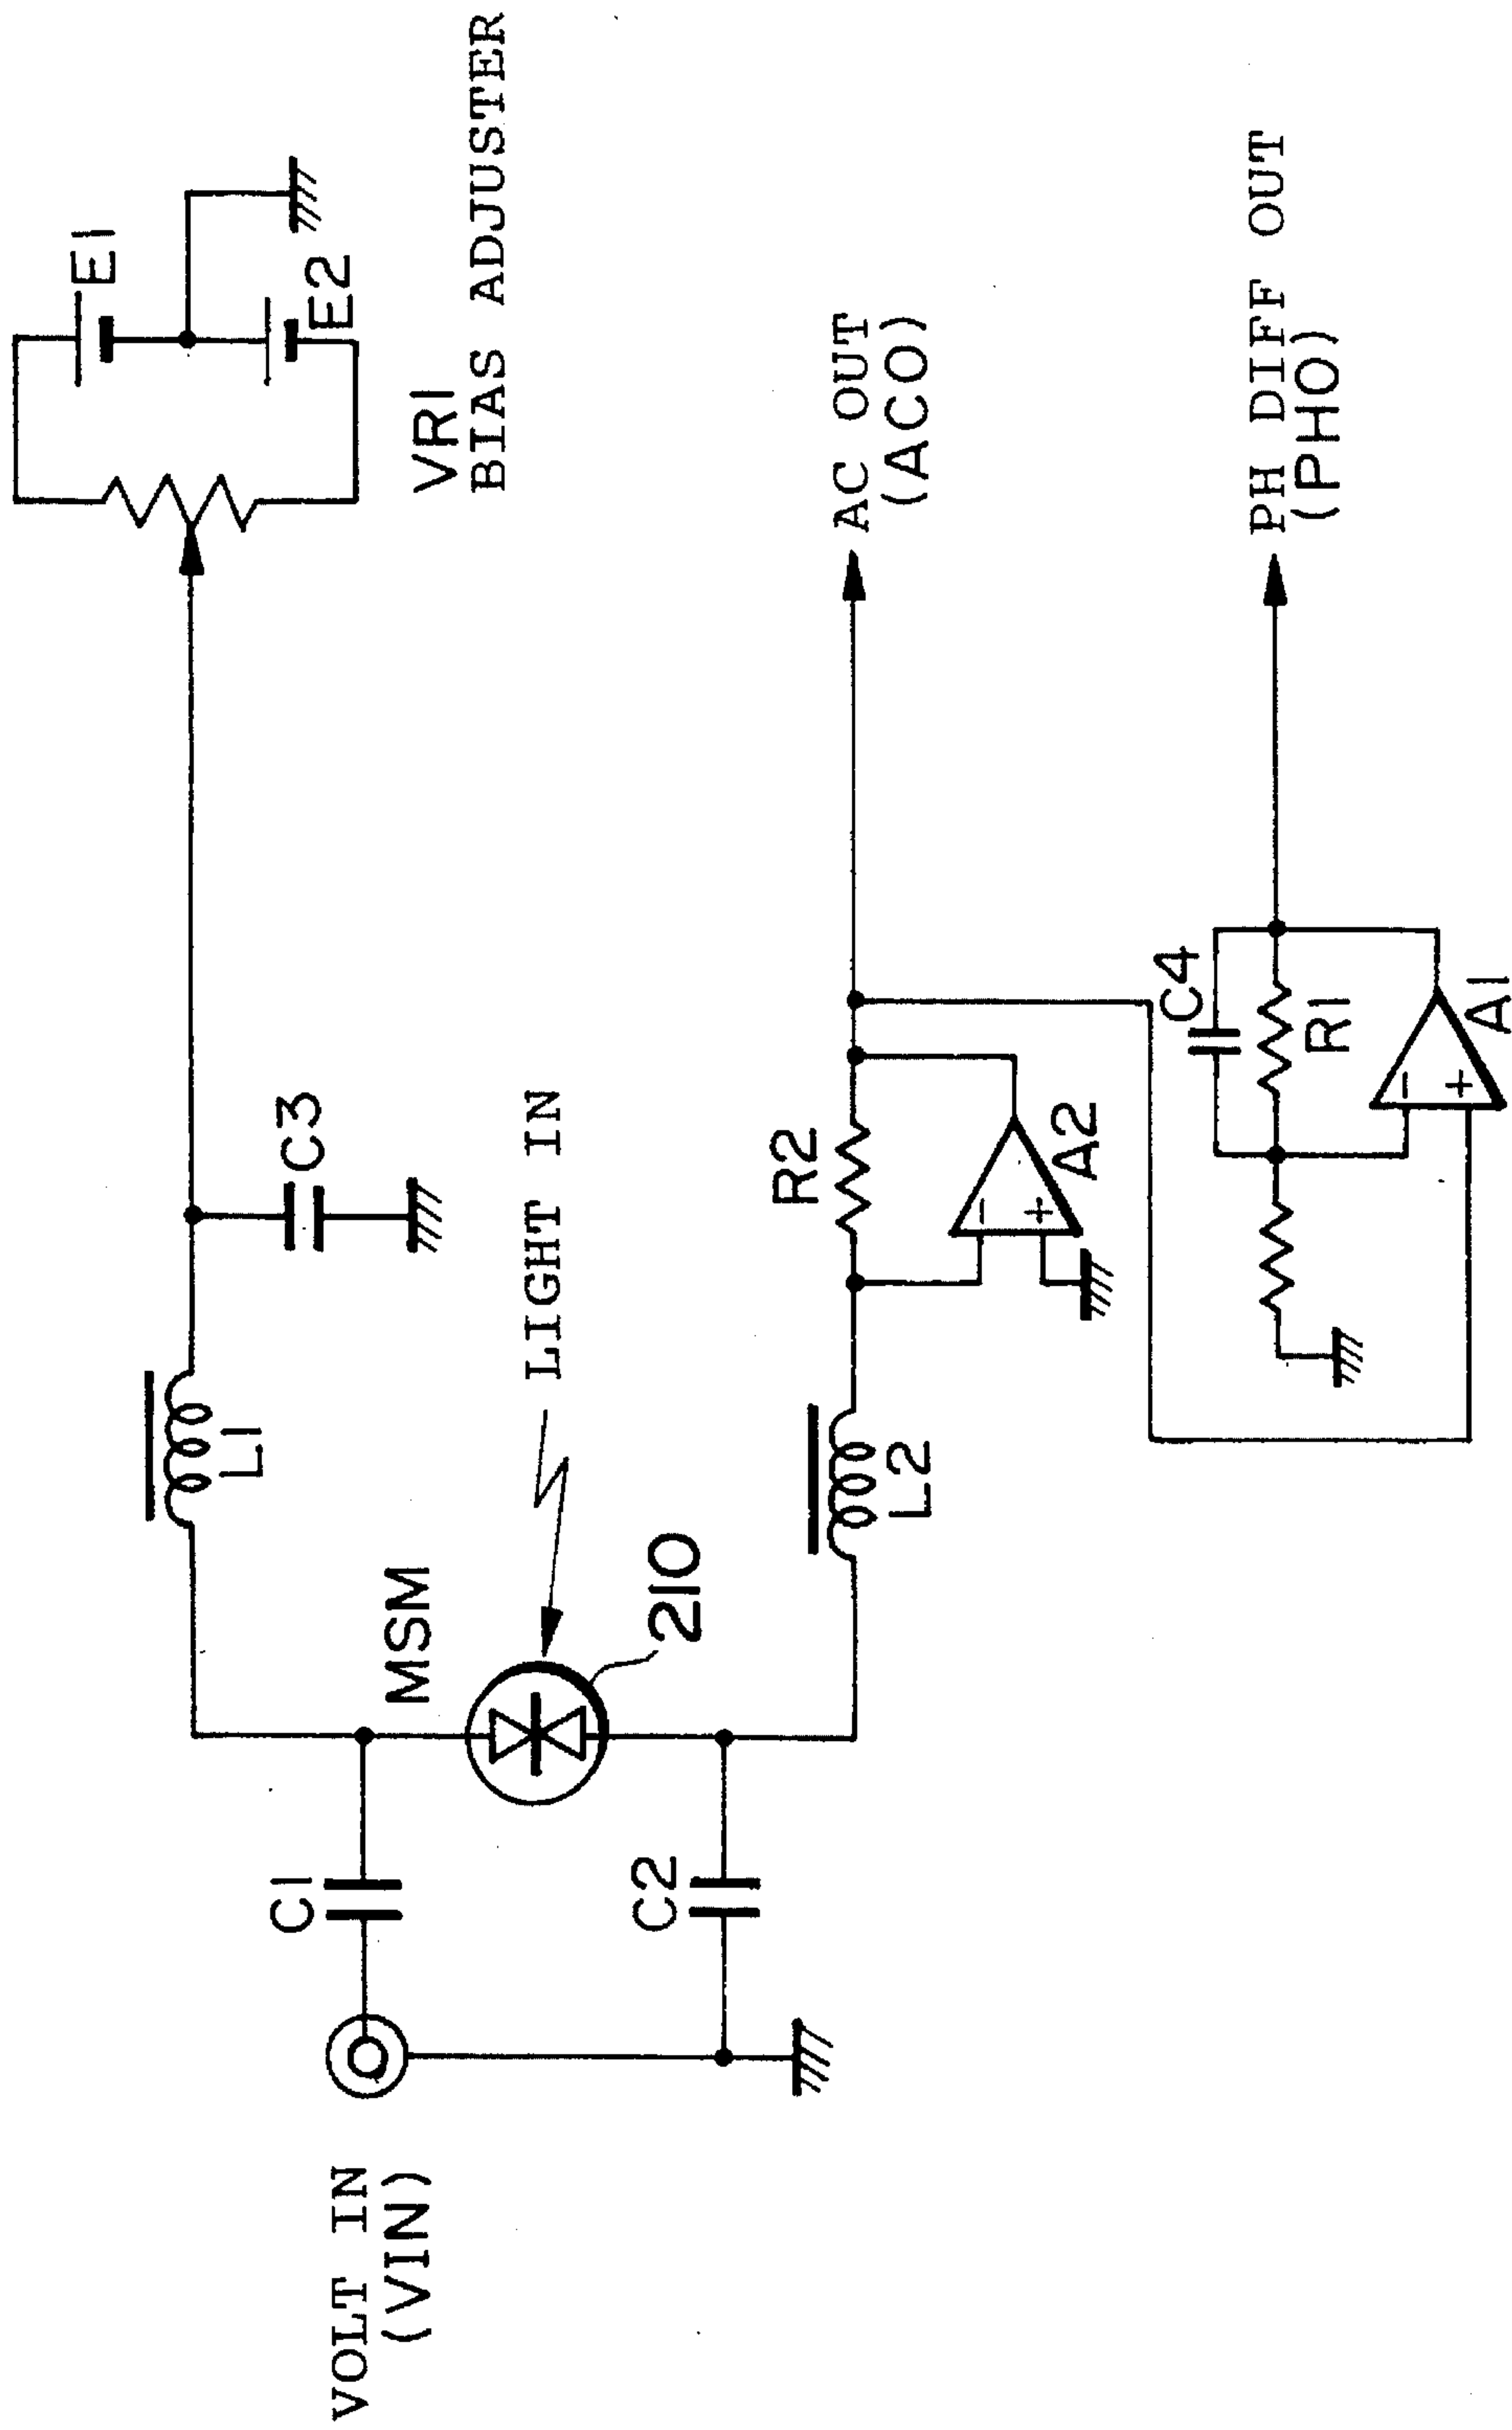 E1
E2
VR1
BIAS ADJUSTER
C3
L1
C1
MSM
LIGHT IN
210
VOLT IN
(VIN)
C2
L2
R2
A2
AC OUT
(ACO)
C4
R1
A1
PH DIFF OUT
(PHO)
-
+
-
+